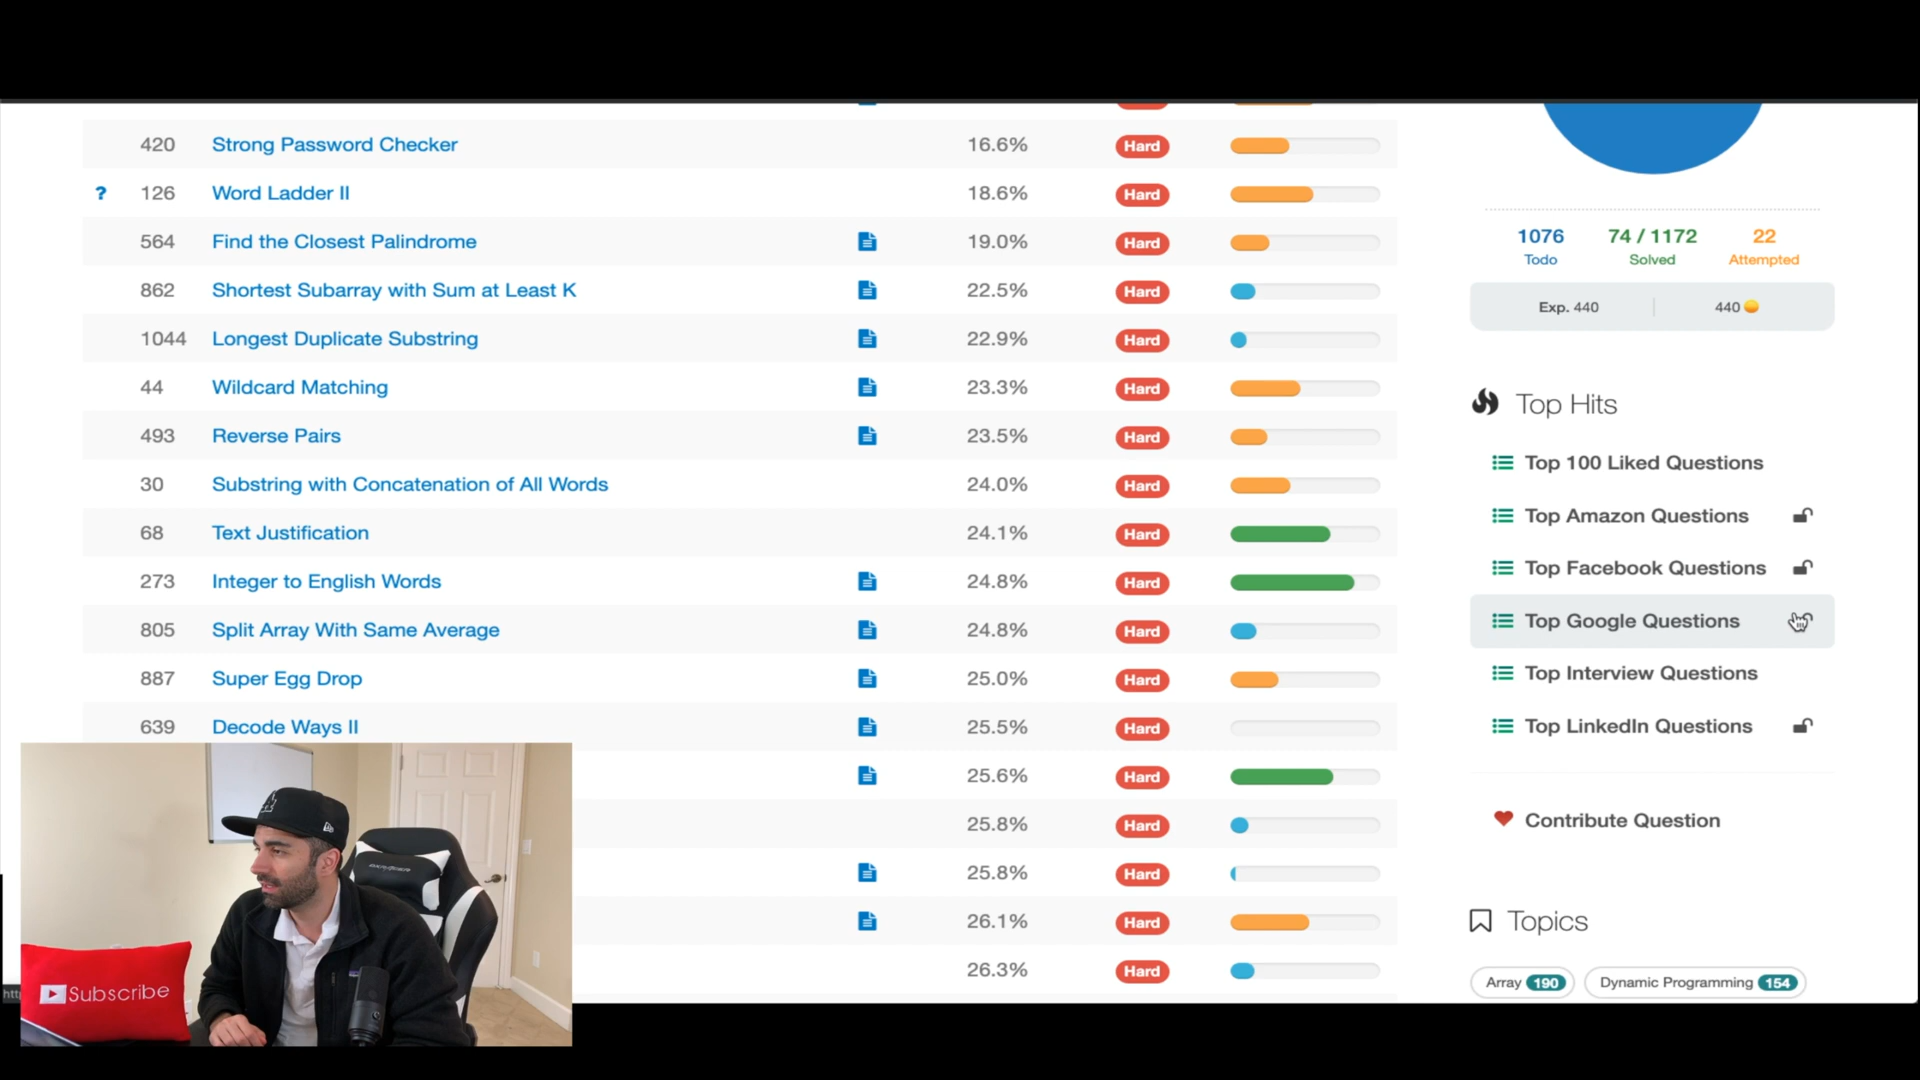 420 Strong Password Checker 16.6% Hard
? 126 Word Ladder II 18.6% Hard
564 Find the Closest Palindrome 19.0% Hard
862 Shortest Subarray with Sum at Least K 22.5% Hard
1044 Longest Duplicate Substring 22.9% Hard
44 Wildcard Matching 23.3% Hard
493 Reverse Pairs 23.5% Hard
30 Substring with Concatenation of All Words 24.0% Hard
68 Text Justification 24.1% Hard
273 Integer to English Words 24.8% Hard
805 Split Array With Same Average 24.8% Hard
887 Super Egg Drop 25.0% Hard
639 Decode Ways II 25.5% Hard
25.6% Hard
25.8% Hard
25.8% Hard
26.1% Hard
26.3% Hard
1076 74 / 1172 22
Todo Solved Attempted
Exp. 440 440
Top Hits
Top 100 Liked Questions
Top Amazon Questions
Top Facebook Questions
Top Google Questions
Top Interview Questions
Top LinkedIn Questions
Contribute Question
Topics
Array 190 Dynamic Programming 154
Subscribe